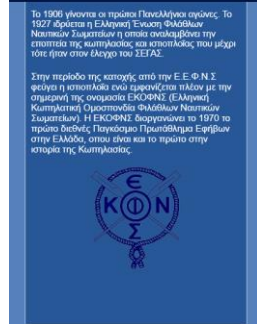 Το 1906 γίνονται οι πρώτοι Πανελλήνιοι αγώνες. Το
1927 ιδρύεται η Ελληνική Ένωση Φιλάθλων
Ναυτικών Σωματείων η οποία αναλαμβάνει την
εποπτεία της κωπηλασίας και ιστιοπλοΐας που μέχρι
τότε ήταν στον έλεγχο του ΣΕΓΑΣ.
Στην περίοδο της κατοχής από την Ε.Ε.Φ.Ν.Σ
φεύγει η ιστιοπλοΐα ενώ εμφανίζεται πλέον με την
σημερινή της ονομασία ΕΚΟΦΝΣ (Ελληνική
Κωπηλατική Ομοσπονδία Φιλάθλων Ναυτικών
Σωματείων). Η ΕΚΟΦΝΣ διοργανώνει το 1970 το
πρώτο διεθνές Παγκόσμιο Πρωτάθλημα Εφήβων
στην Ελλάδα, οπου είναι και το πρώτο στην
ιστορία της Κωπηλασίας.
Ε
Κ Ο Ν
Φ
Σ